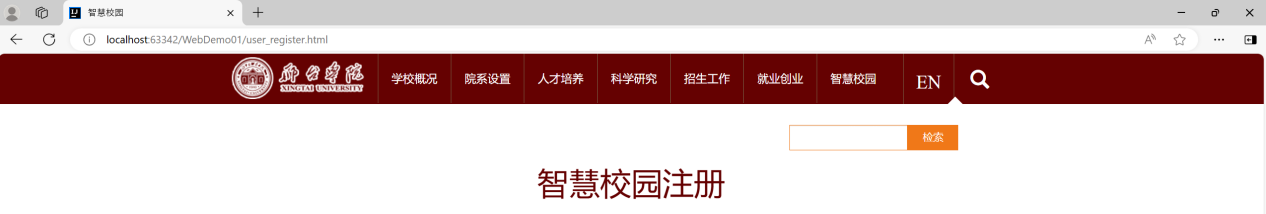 智慧校园
localhost:63342/WebDemo01/user_register.html
邢台学院
XINGTAI UNIVERSITY
学校概况 院系设置 人才培养 科学研究 招生工作 就业创业 智慧校园 EN
检索
智慧校园注册